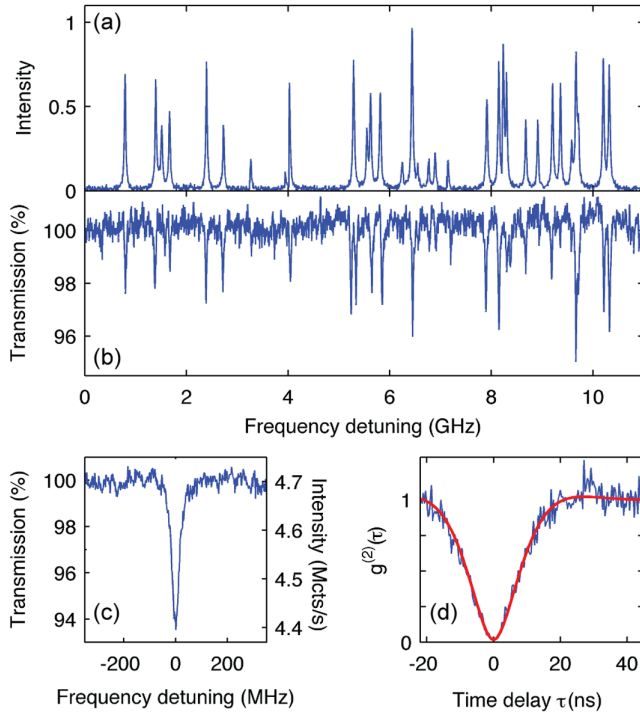 (a)
Intensity
1
0.5
0
(b)
Transmission (%)
100
98
96
0 2 4 6 8 10
Frequency detuning (GHz)
(c)
Transmission (%)
100
98
96
94
4.7
4.6
4.5
4.4
Intensity (Mcts/s)
-200 0 200
Frequency detuning (MHz)
(d)
g(2)(τ)
1
0
-20 0 20 40
Time delay τ(ns)